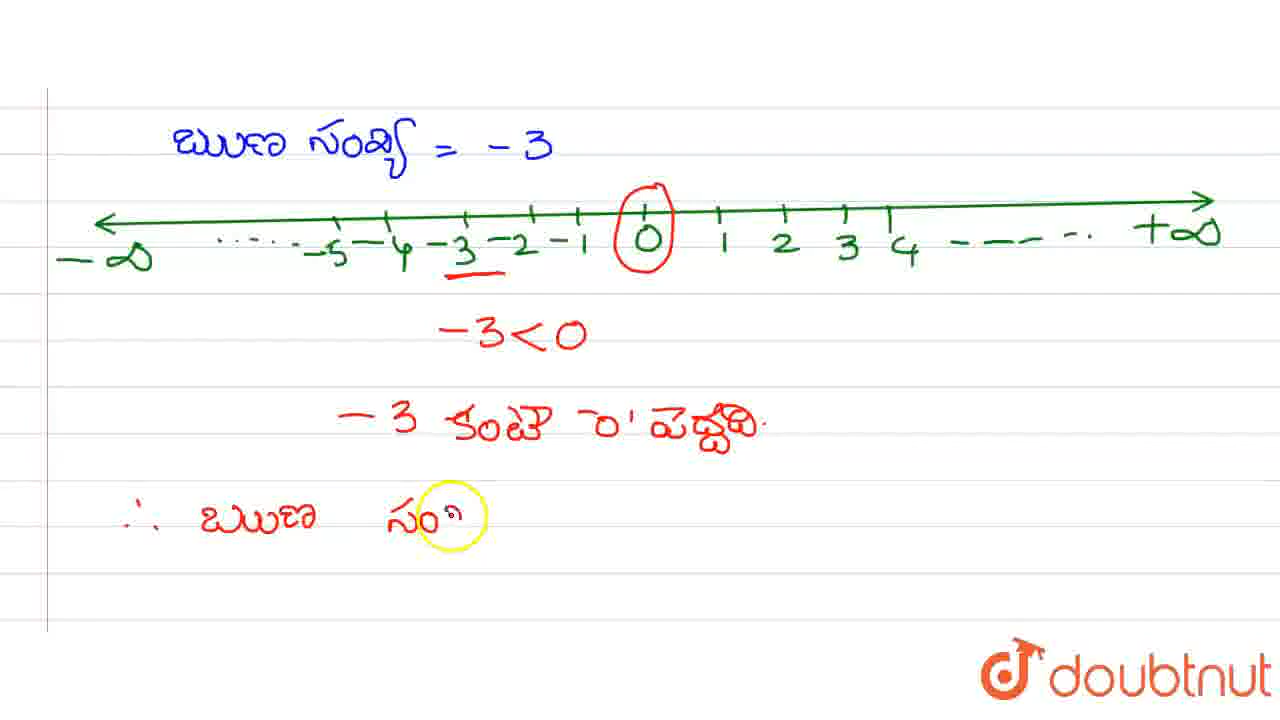 ఋణ సంఖ్య = - 3
- ∞ ...... -5 -4 -3 -2 -1 0 1 2 3 4 - - - - .. +∞
-3 < 0
- 3 కంటే '0' పెద్దది.
∴ ఋణ సం
doubtnut